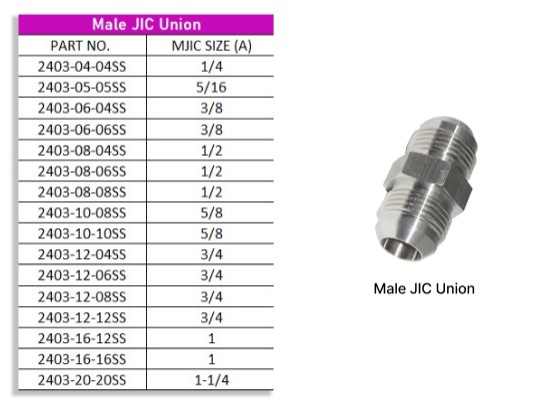 Male JIC Union
PART NO. MJIC SIZE (A)
2403-04-04SS 1/4
2403-05-05SS 5/16
2403-06-04SS 3/8
2403-06-06SS 3/8
2403-08-04SS 1/2
2403-08-06SS 1/2
2403-08-08SS 1/2
2403-10-08SS 5/8
2403-10-10SS 5/8
2403-12-04SS 3/4
2403-12-06SS 3/4
2403-12-08SS 3/4
2403-12-12SS 3/4
2403-16-12SS 1
2403-16-16SS 1
2403-20-20SS 1-1/4
Male JIC Union